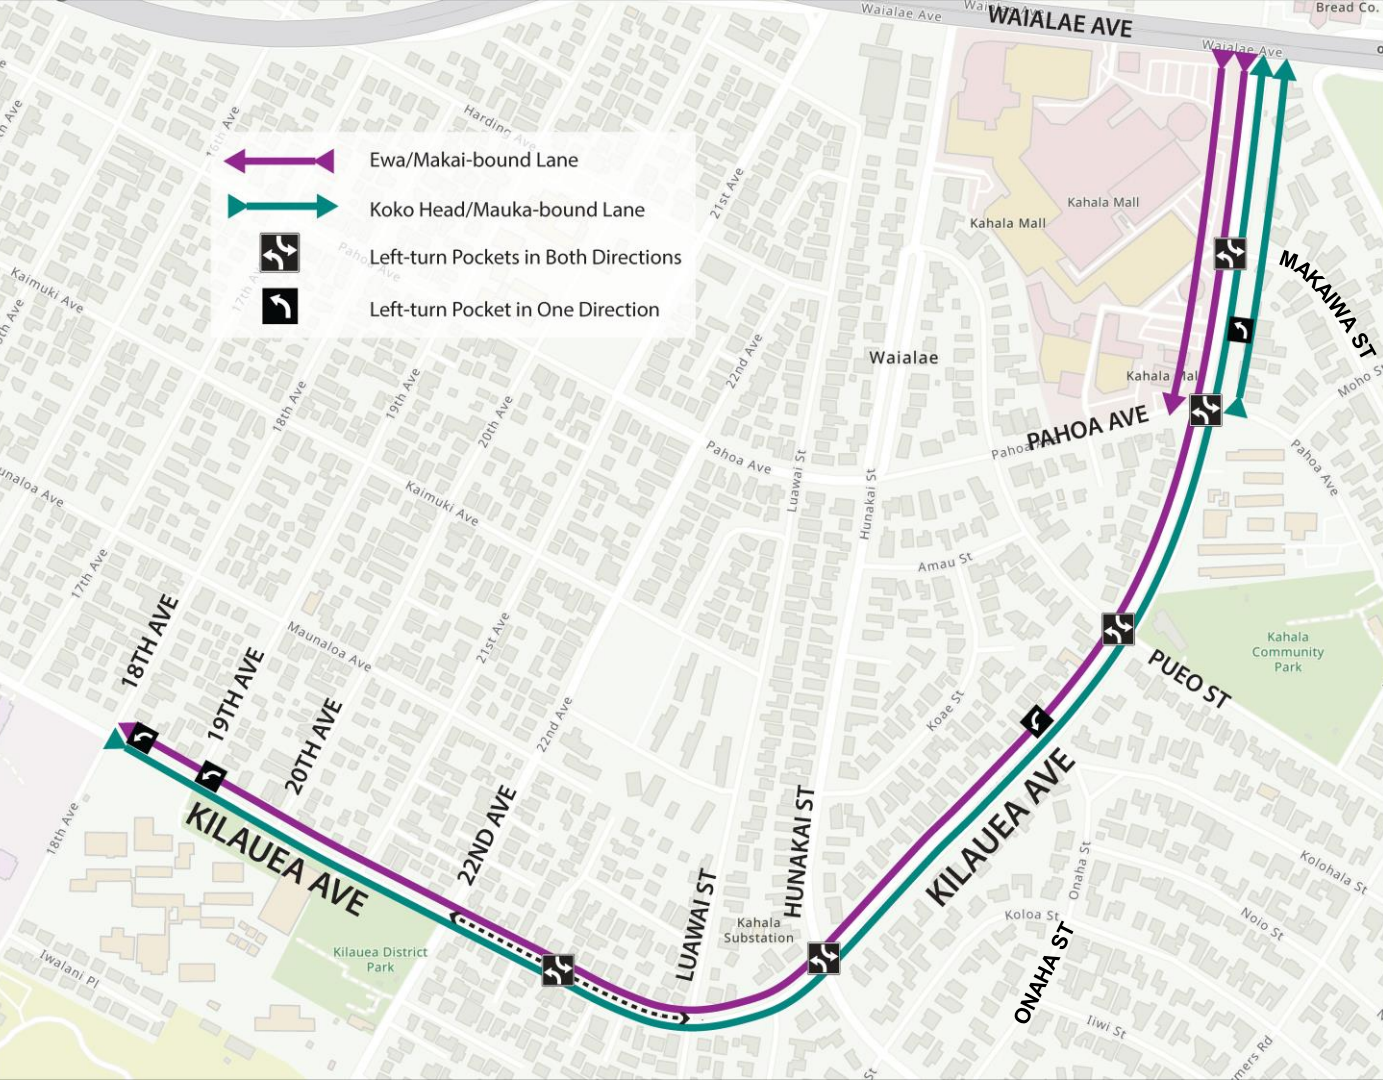 Waialae Ave
WAIALAE AVE
Waialae Ave
Bread Co.
16th Ave
Harding Ave
Ewa/Makai-bound Lane
Koko Head/Mauka-bound Lane
Left-turn Pockets in Both Directions
Left-turn Pocket in One Direction
21st Ave
Kahala Mall
Kahala Mall
MAKAIWA ST
Pahoa Ave
Kaimuki Ave
17th
22nd Ave
Waialae
Kahala Mall
Moho St
18th Ave
19th Ave
20th Ave
PAHOA AVE
Pahoa Ave
Pahoa Ave
Pahoa Ave
Luawai St
Hunakai St
Kaimuki Ave
unaloa Ave
17th Ave
Amau St
18TH AVE
19TH AVE
20TH AVE
Maunaloa Ave
21st Ave
22nd Ave
Koae St
PUEO ST
Kahala
Community
Park
KILAUEA AVE
22ND AVE
HUNAKAI ST
KILAUEA AVE
18th Ave
LUAWAI ST
Kahala
Substation
Onaha St
Kolohala St
Koloa St
Noio St
ONAHA ST
Kilauea District
Park
Iwalani Pl
Iiwi St
mers Rd
St